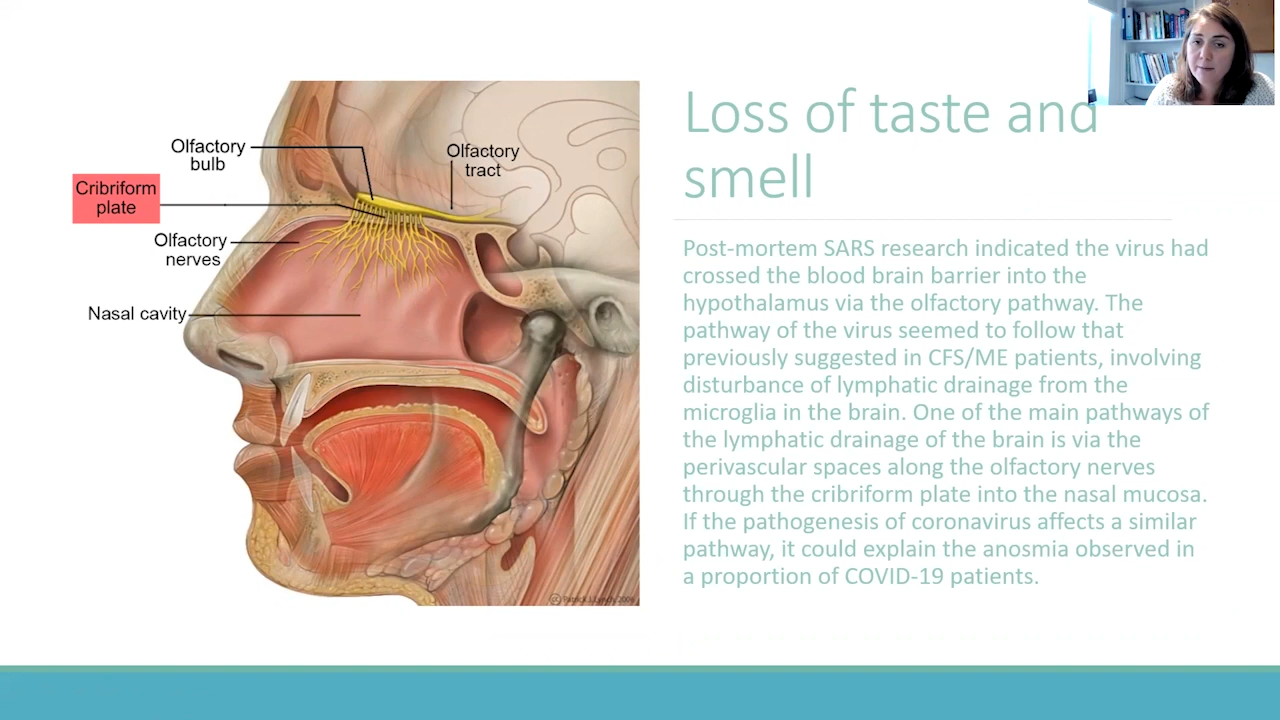 Loss of taste and
smell
Olfactory
bulb
Olfactory
tract
Cribriform
plate
Olfactory
nerves
Nasal cavity
Post-mortem SARS research indicated the virus had
crossed the blood brain barrier into the
hypothalamus via the olfactory pathway. The
pathway of the virus seemed to follow that
previously suggested in CFS/ME patients, involving
disturbance of lymphatic drainage from the
microglia in the brain. One of the main pathways of
the lymphatic drainage of the brain is via the
perivascular spaces along the olfactory nerves
through the cribriform plate into the nasal mucosa.
If the pathogenesis of coronavirus affects a similar
pathway, it could explain the anosmia observed in
a proportion of COVID-19 patients.
Patrick J. Lynch 2006